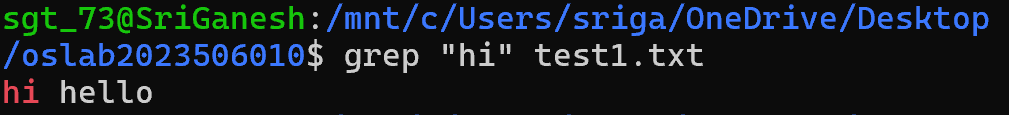 sgt_73@SriGanesh:/mnt/c/Users/sriga/OneDrive/Desktop
/oslab2023506010$ grep "hi" test1.txt
hi hello